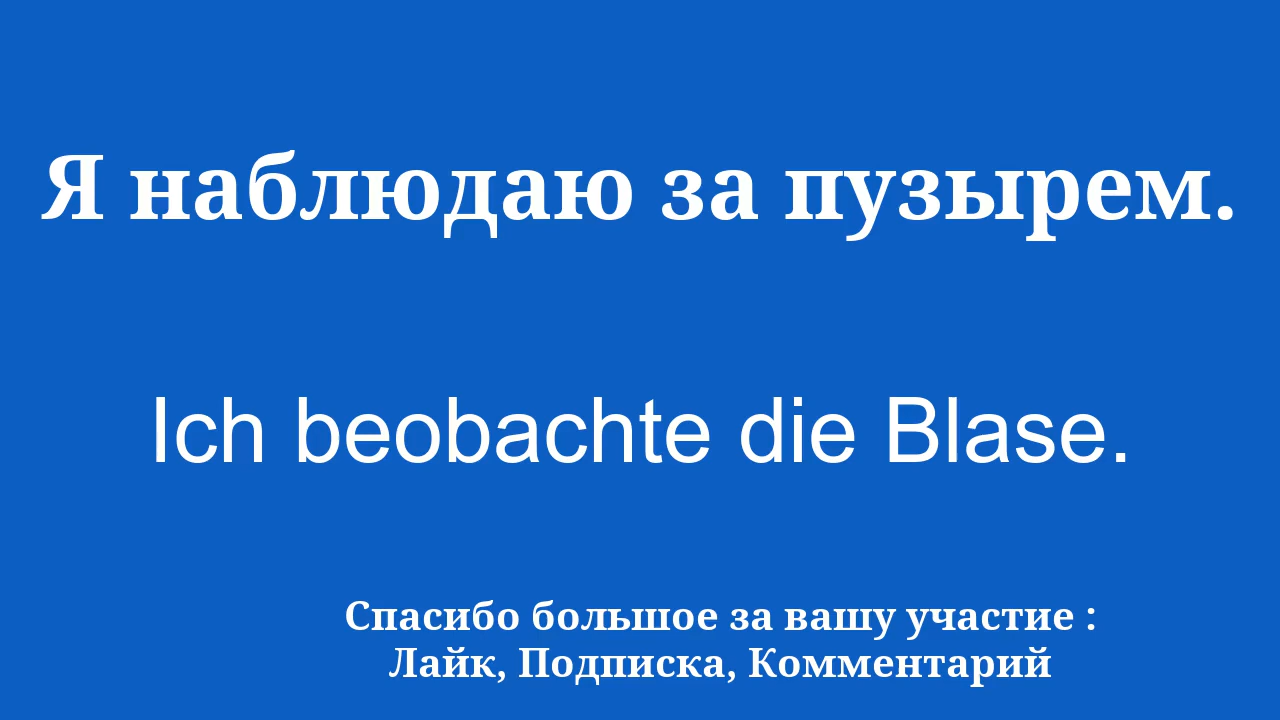 Я наблюдаю за пузырем.
Ich beobachte die Blase.
Спасибо большое за вашу участие :
Лайк, Подписка, Комментарий